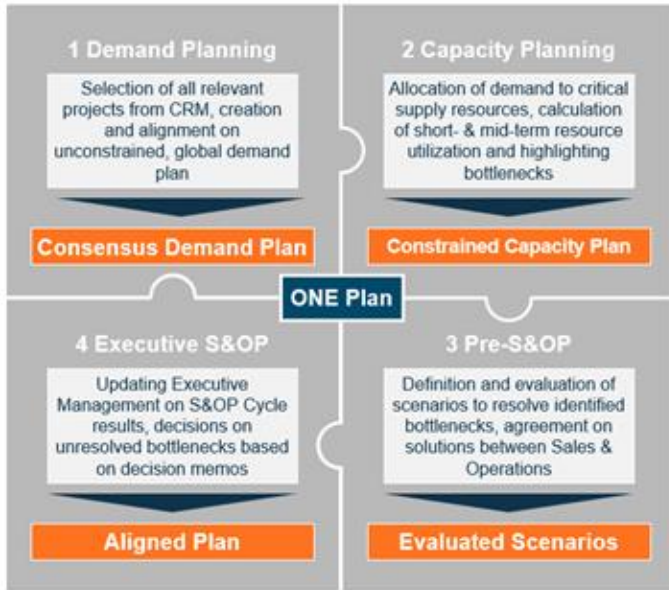 1 Demand Planning
Selection of all relevant
projects from CRM, creation
and alignment on
unconstrained, global demand
plan
Consensus Demand Plan
2 Capacity Planning
Allocation of demand to critical
supply resources, calculation
of short- & mid-term resource
utilization and highlighting
bottlenecks
Constrained Capacity Plan
ONE Plan
3 Pre-S&OP
Definition and evaluation of
scenarios to resolve identified
bottlenecks, agreement on
solutions between Sales &
Operations
Evaluated Scenarios
4 Executive S&OP
Updating Executive
Management on S&OP Cycle
results, decisions on
unresolved bottlenecks based
on decision memos
Aligned Plan